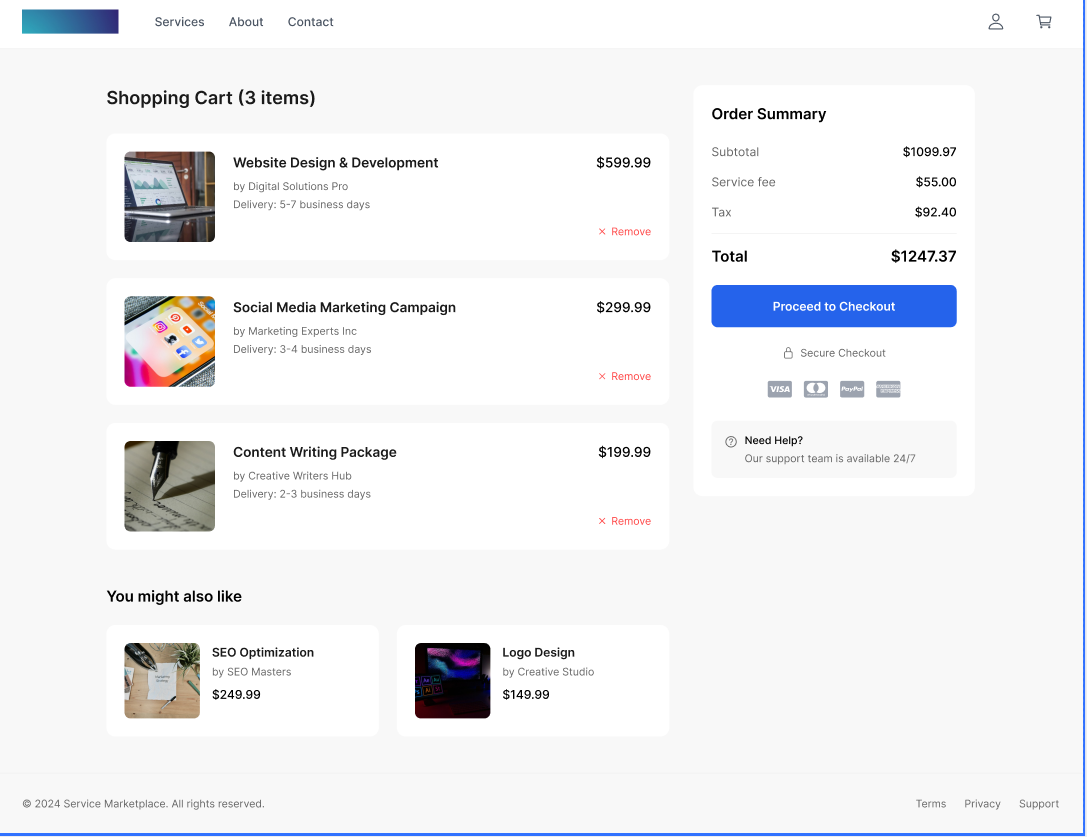 Services About Contact
Shopping Cart (3 items)
Website Design & Development
$599.99
by Digital Solutions Pro
Delivery: 5-7 business days
× Remove
Social Media Marketing Campaign
$299.99
by Marketing Experts Inc
Delivery: 3-4 business days
× Remove
Content Writing Package
$199.99
by Creative Writers Hub
Delivery: 2-3 business days
× Remove
You might also like
SEO Optimization
by SEO Masters
$249.99
Logo Design
by Creative Studio
$149.99
Order Summary
Subtotal $1099.97
Service fee $55.00
Tax $92.40
Total $1247.37
Proceed to Checkout
Secure Checkout
VISA
PayPal
Need Help?
Our support team is available 24/7
© 2024 Service Marketplace. All rights reserved.
Terms Privacy Support